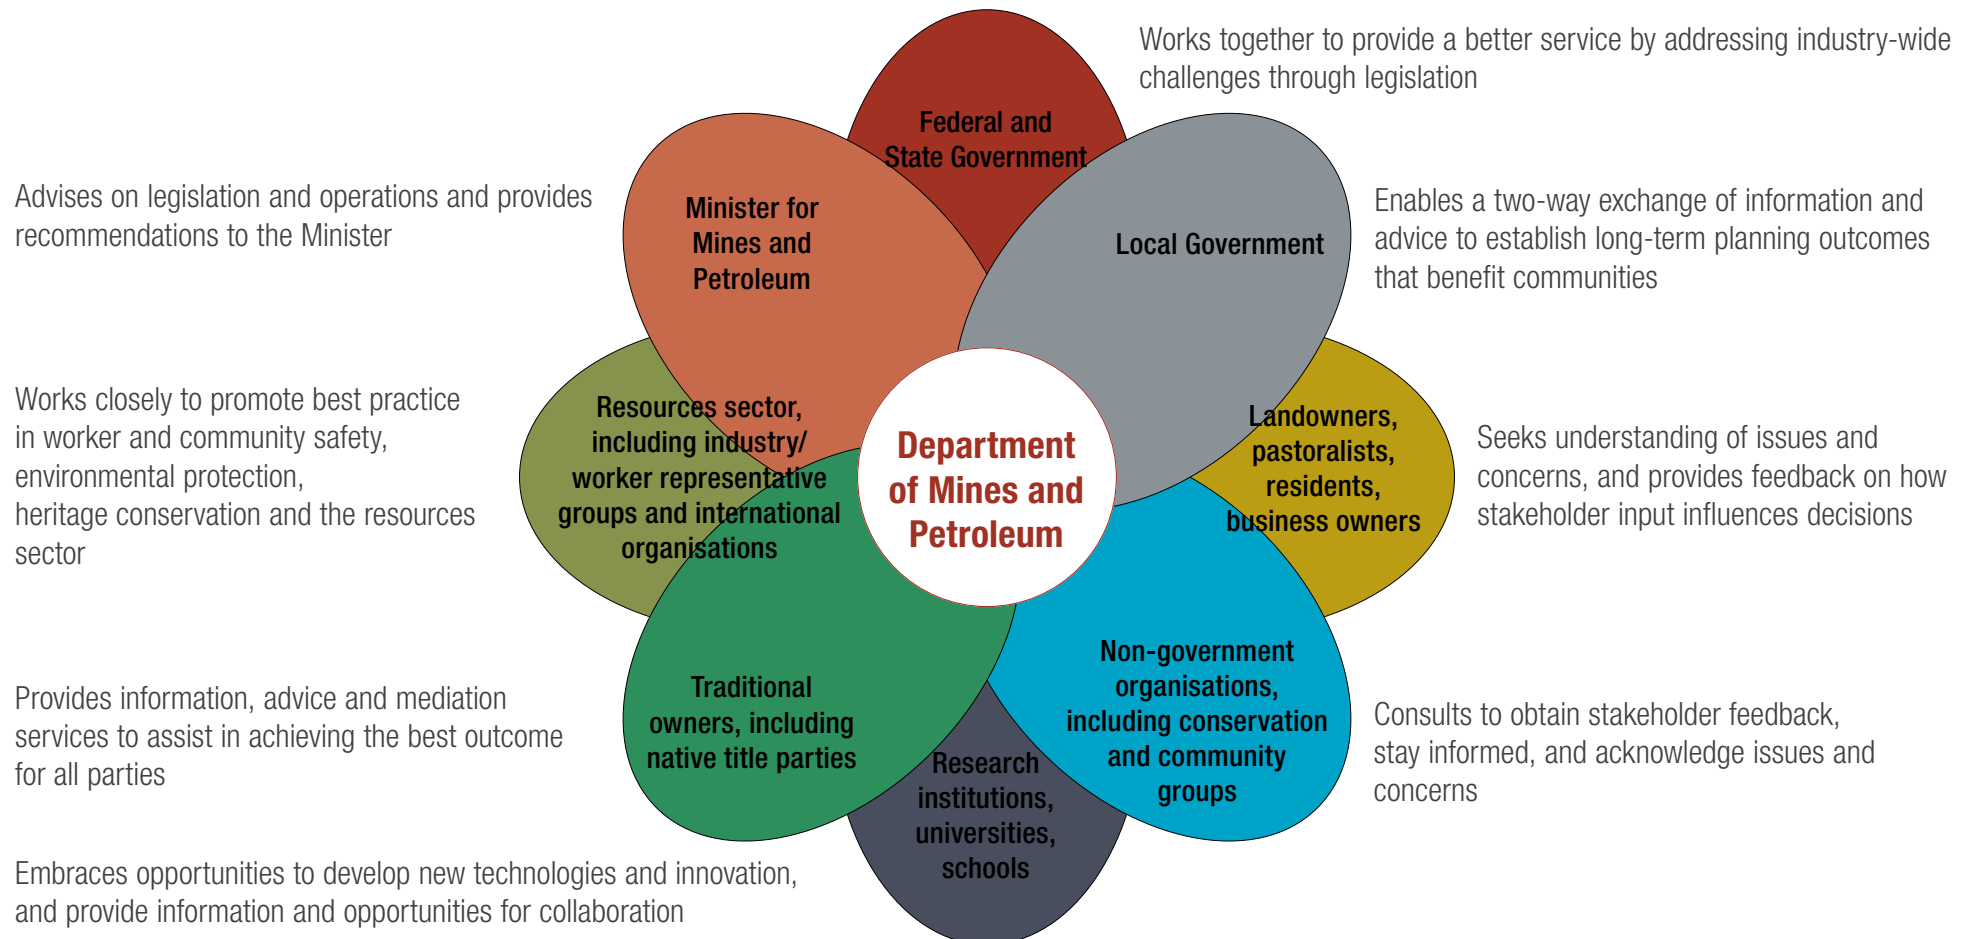 Works together to provide a better service by addressing industry-wide
challenges through legislation
Federal and
State Government
Advises on legislation and operations and provides
recommendations to the Minister
Minister for
Mines and
Petroleum
Local Government
Enables a two-way exchange of information and
advice to establish long-term planning outcomes
that benefit communities
Works closely to promote best practice
in worker and community safety,
environmental protection,
heritage conservation and the resources
sector
Resources sector,
including industry/
worker representative
groups and international
organisations
Department
of Mines and
Petroleum
Landowners,
pastoralists,
residents,
business owners
Seeks understanding of issues and
concerns, and provides feedback on how
stakeholder input influences decisions
Provides information, advice and mediation
services to assist in achieving the best outcome
for all parties
Traditional
owners, including
native title parties
Non-government
organisations,
including conservation
and community
groups
Consults to obtain stakeholder feedback,
stay informed, and acknowledge issues and
concerns
Research
institutions,
universities,
schools
Embraces opportunities to develop new technologies and innovation,
and provide information and opportunities for collaboration